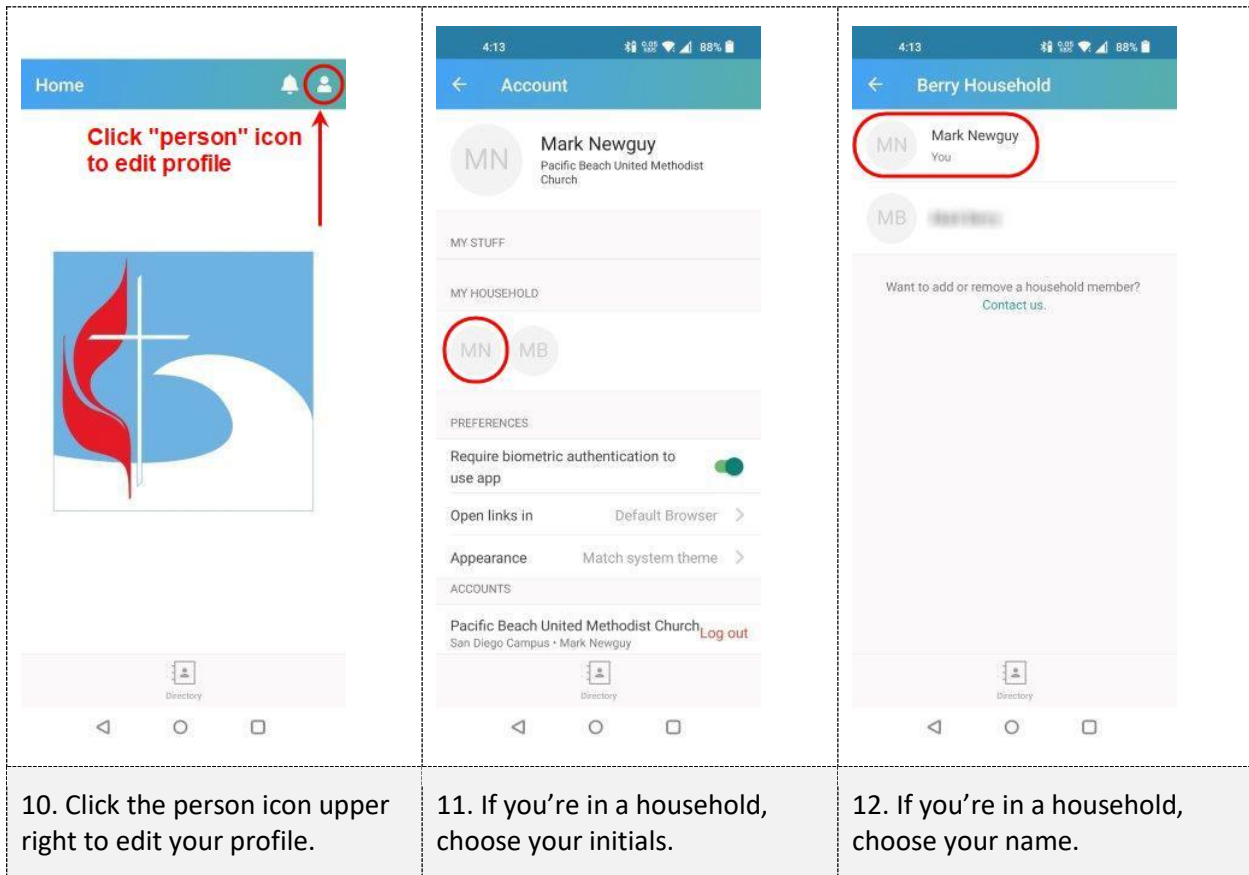 Home
Click "person" icon
to edit profile
Directory
10. Click the person icon upper
right to edit your profile.
4:13
88%
Account
MN
Mark Newguy
Pacific Beach United Methodist
Church
MY STUFF
MY HOUSEHOLD
MN MB
PREFERENCES
Require biometric authentication to
use app
Open links in Default Browser
Appearance Match system theme
ACCOUNTS
Pacific Beach United Methodist Church
San Diego Campus • Mark Newguy
Log out
Directory
11. If you’re in a household,
choose your initials.
4:13
88%
Berry Household
MN
Mark Newguy
You
MB
Want to add or remove a household member?
Contact us.
Directory
12. If you’re in a household,
choose your name.